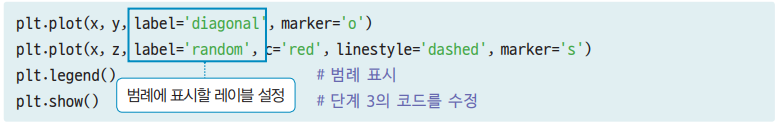 plt.plot(x, y, label='diagonal', marker='o')
plt.plot(x, z, label='random', c='red', linestyle='dashed', marker='s')
plt.legend() # 범례 표시
plt.show() # 단계 3의 코드를 수정
범례에 표시할 레이블 설정